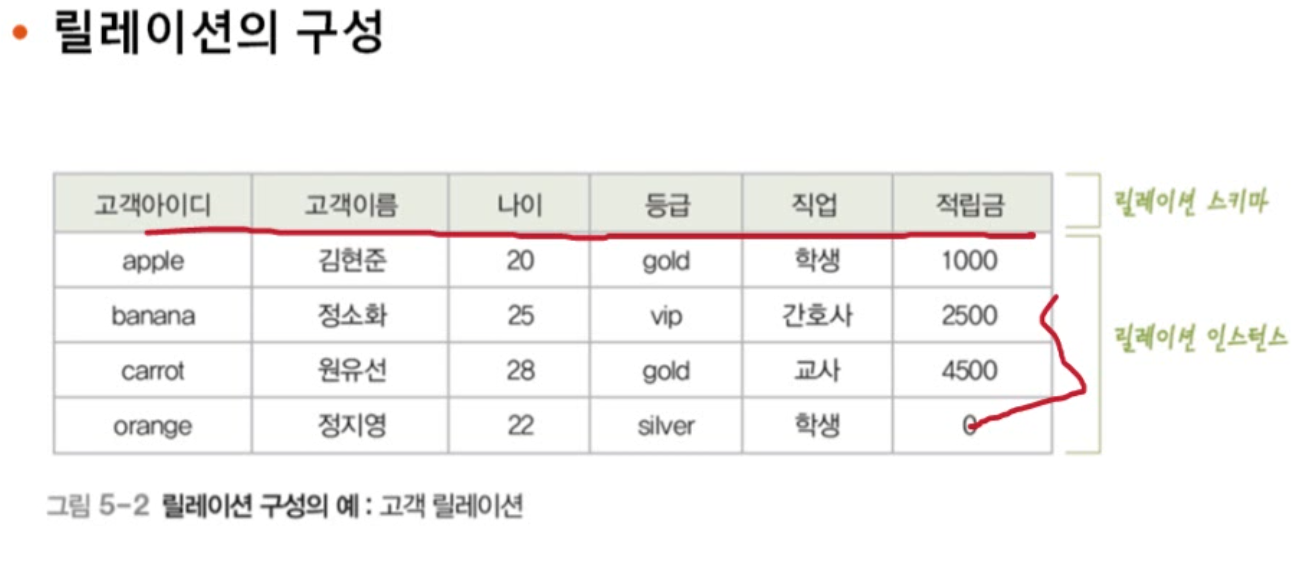 • 릴레이션의 구성
고객아이디 고객이름 나이 등급 직업 적립금 릴레이션 스키마
apple 김현준 20 gold 학생 1000
banana 정소화 25 vip 간호사 2500
릴레이션 인스턴스
carrot 원유선 28 gold 교사 4500
orange 정지영 22 silver 학생 0
그림 5-2 릴레이션 구성의 예 : 고객 릴레이션